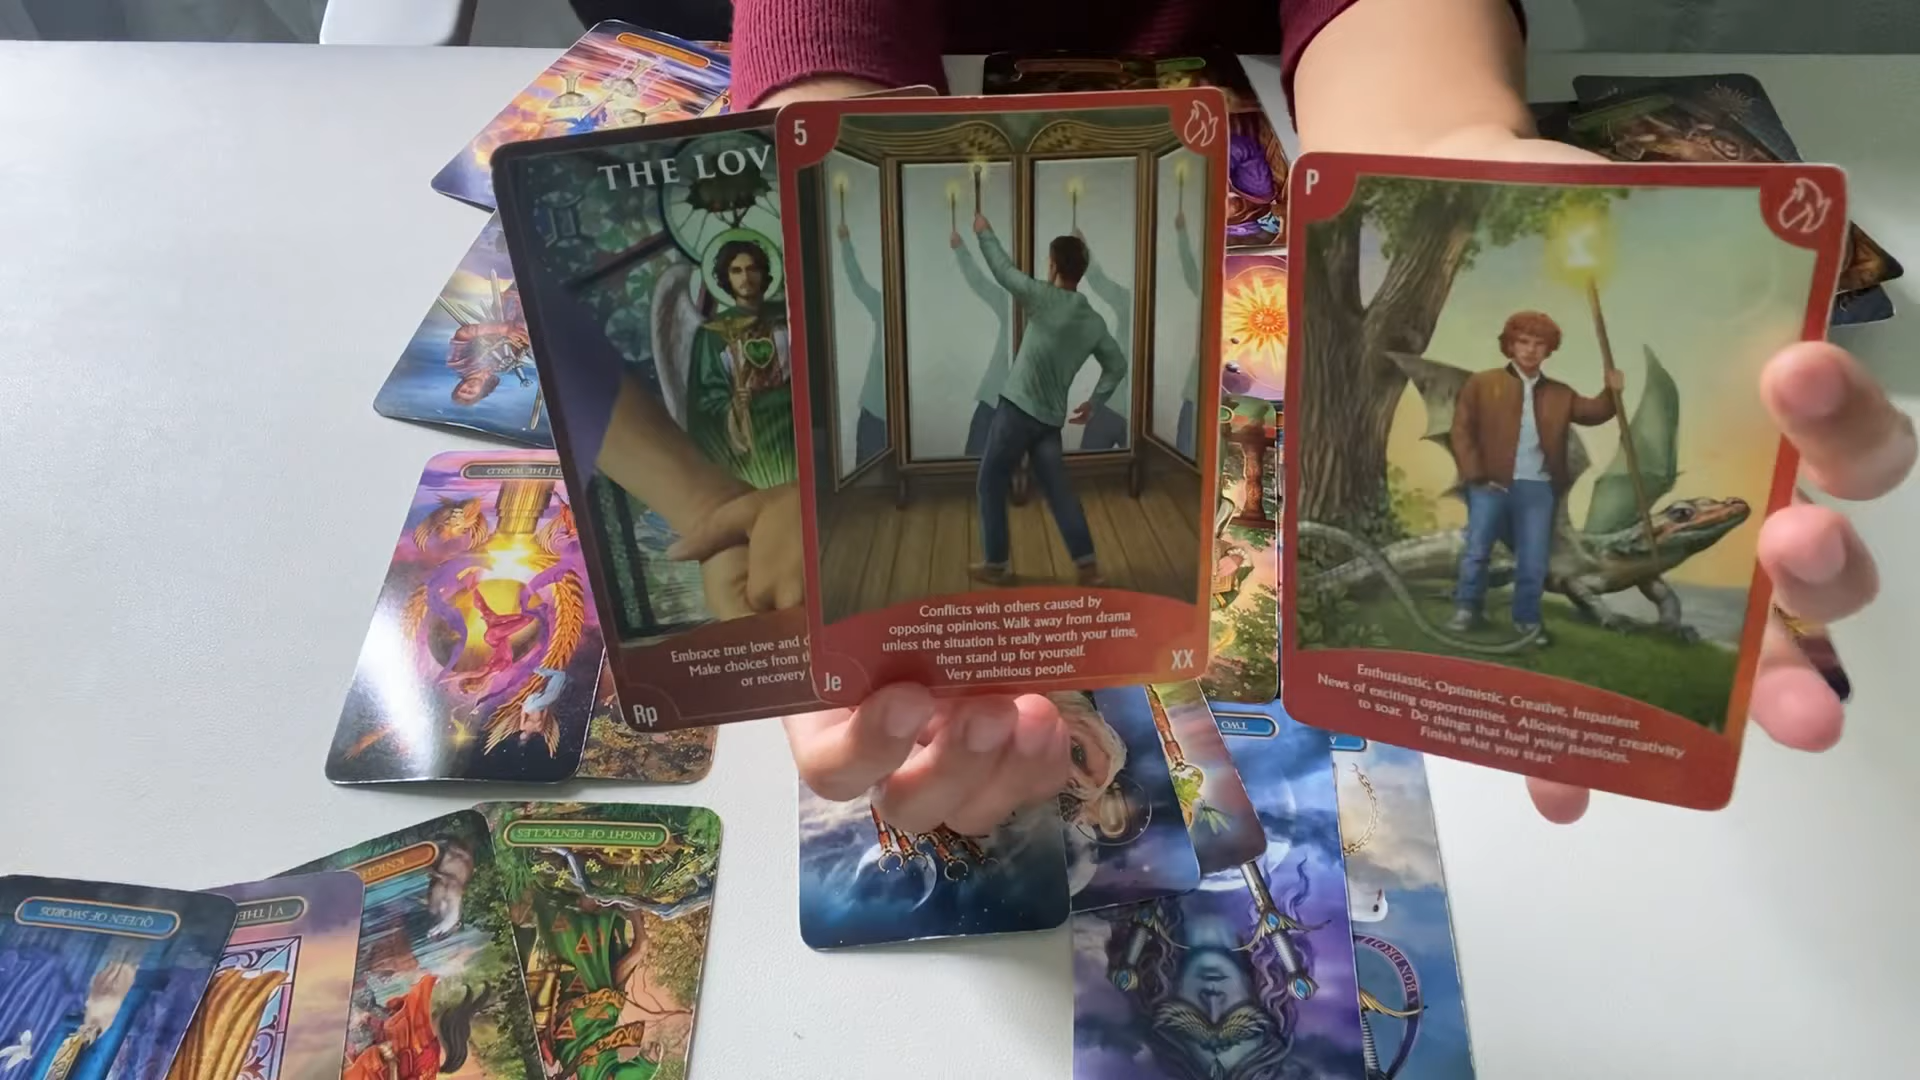 THE LOV
Embrace true love and
Make choices from
or recovery
Rp
5
Conflicts with others caused by
opposing opinions. Walk away from drama
unless the situation is really worth your time,
then stand up for yourself.
Very ambitious people.
Je
XX
P
Enthusiastic, Optimistic, Creative, Impatient
News of exciting opportunities. Allowing your creativity
to soar. Do things that fuel your passions.
Finish what you start.
THE WORLD
KNIGHT OF PENTACLES
KNIGH
V | THE
QUEEN OF SWORDS
TWO